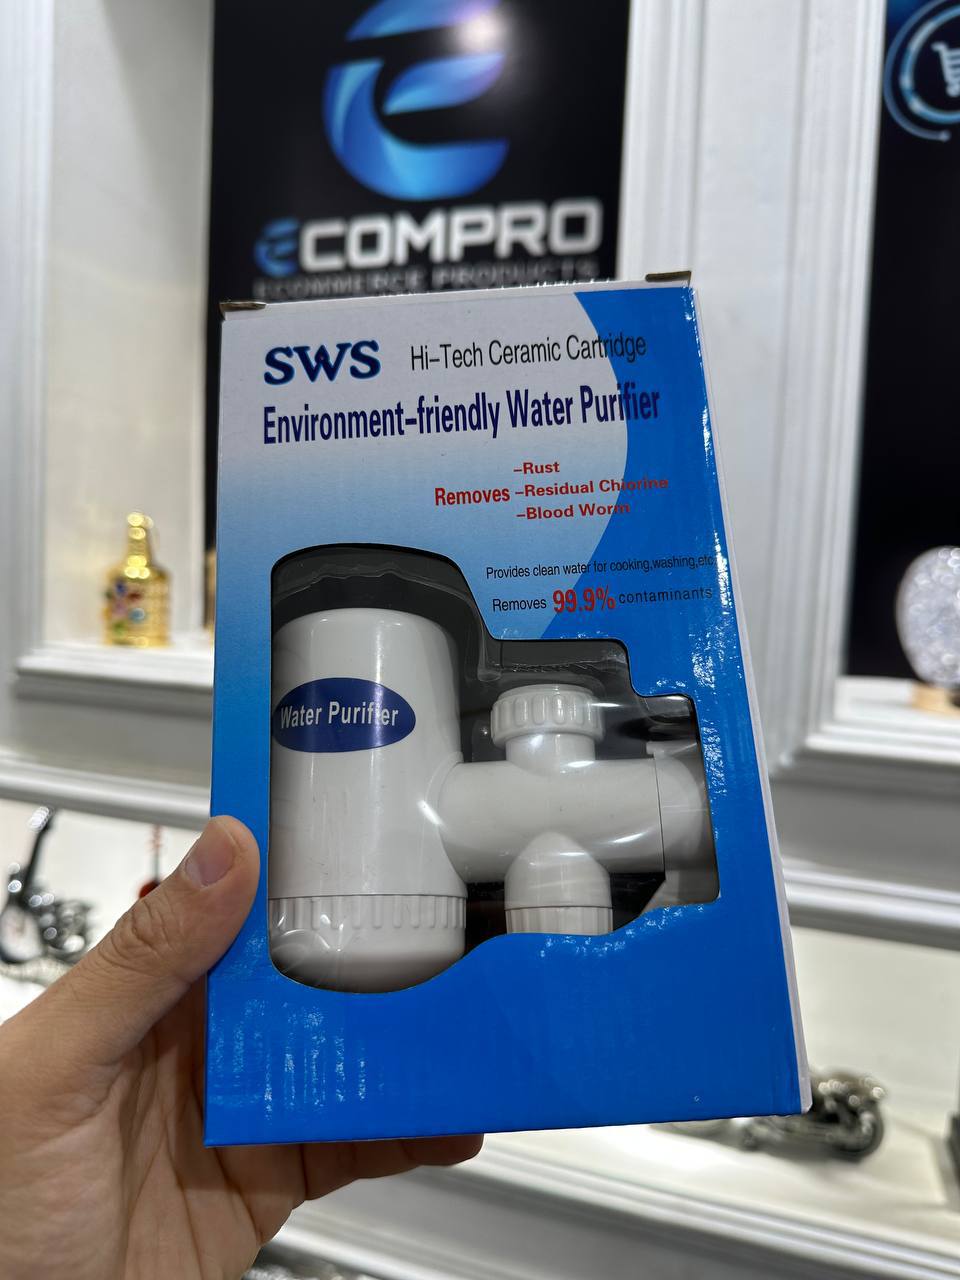 ECOMPRO
ECOMMERCE PRODUCTS
SWS Hi-Tech Ceramic Cartridge
Environment-friendly Water Purifier
-Rust
Removes -Residual Chlorine
-Blood Worm
Provides clean water for cooking,washing,etc
Removes 99.9% contaminants
Water Purifier